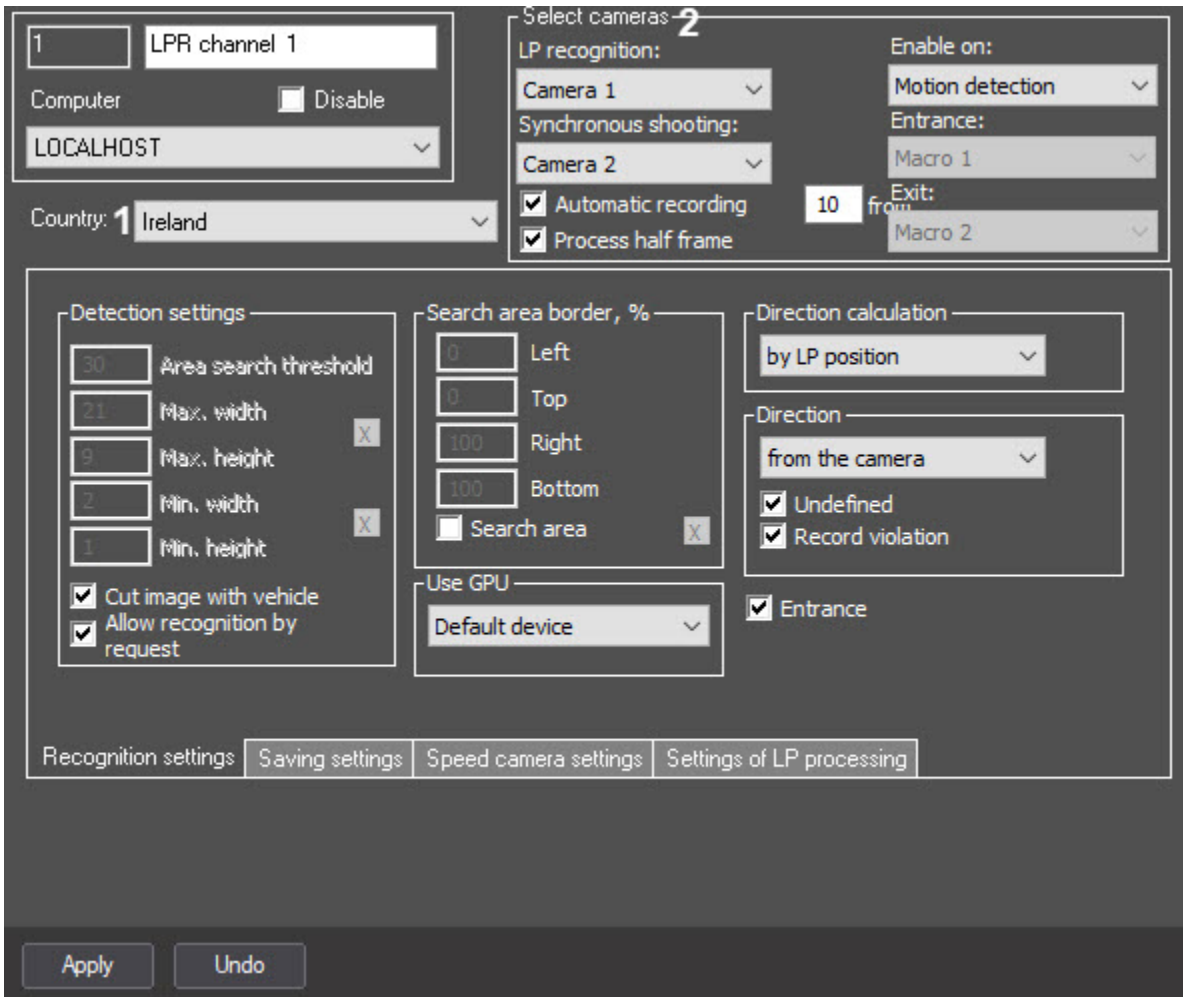 1
LPR channel 1
Computer
Disable
LOCALHOST
Country: 1
Ireland
Select cameras 2
LP recognition:
Camera 1
Synchronous shooting:
Camera 2
Automatic recording
10 from
Process half frame
Enable on:
Motion detection
Entrance:
Macro 1
Exit:
Macro 2
Detection settings
30 Area search threshold
21 Max. width
X
9 Max. height
2 Min. width
X
1 Min. height
Cut image with vehicle
Allow recognition by
request
Search area border, %
0 Left
0 Top
100 Right
100 Bottom
Search area X
Use GPU
Default device
Direction calculation
by LP position
Direction
from the camera
Undefined
Record violation
Entrance
Recognition settings Saving settings Speed camera settings Settings of LP processing
Apply Undo